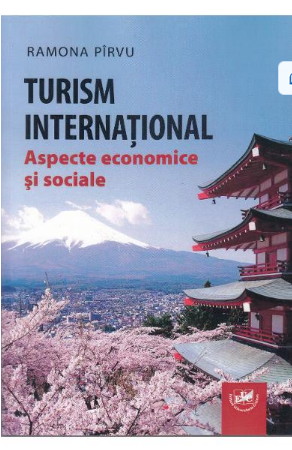 RAMONA PÎRVU
TURISM
INTERNAȚIONAL
Aspecte economice
și sociale